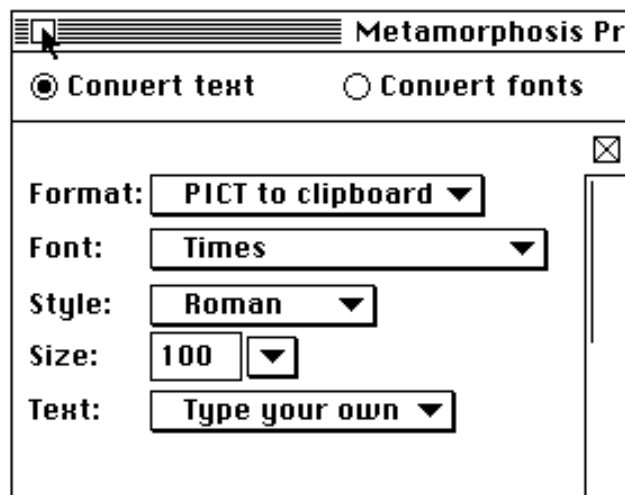 Metamorphosis Pr
Convert text
Convert fonts
Format: PICT to clipboard
Font: Times
Style: Roman
Size: 100
Text: Type your own